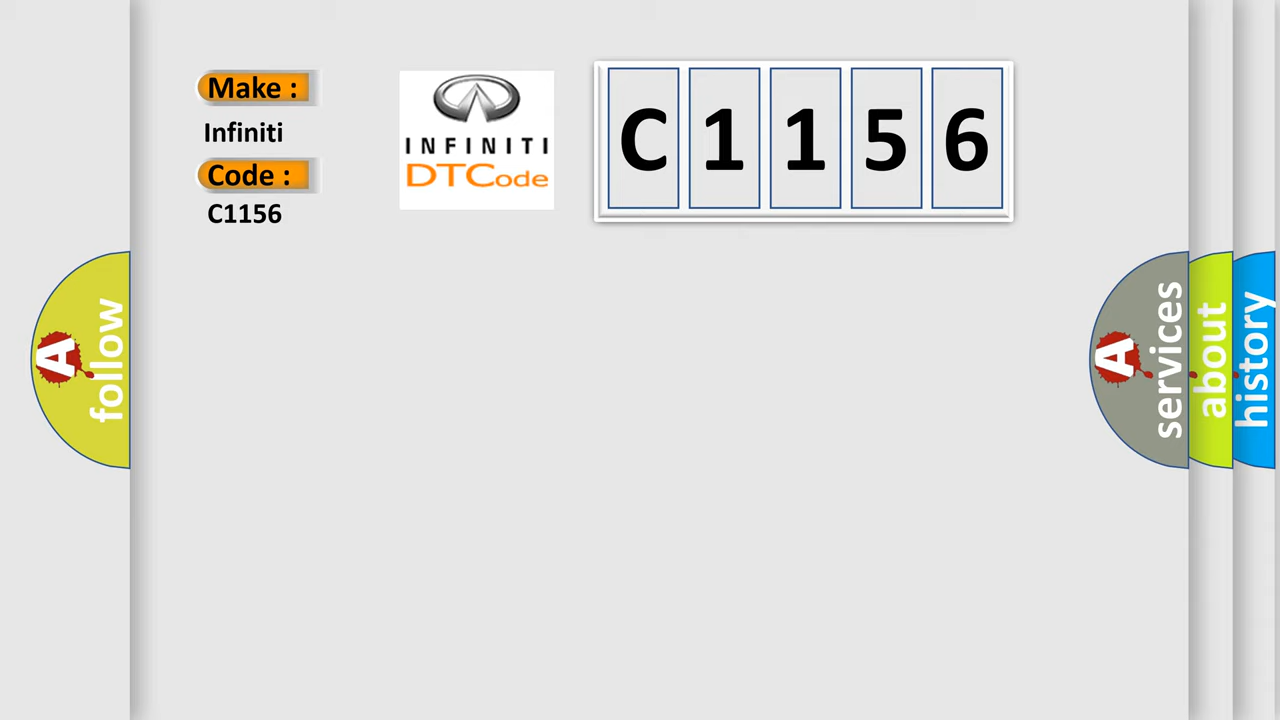 Make :
Infiniti
Code :
C1156
INFINITI
DTCode
C 1 1 5 6
A follow
A services
about
history